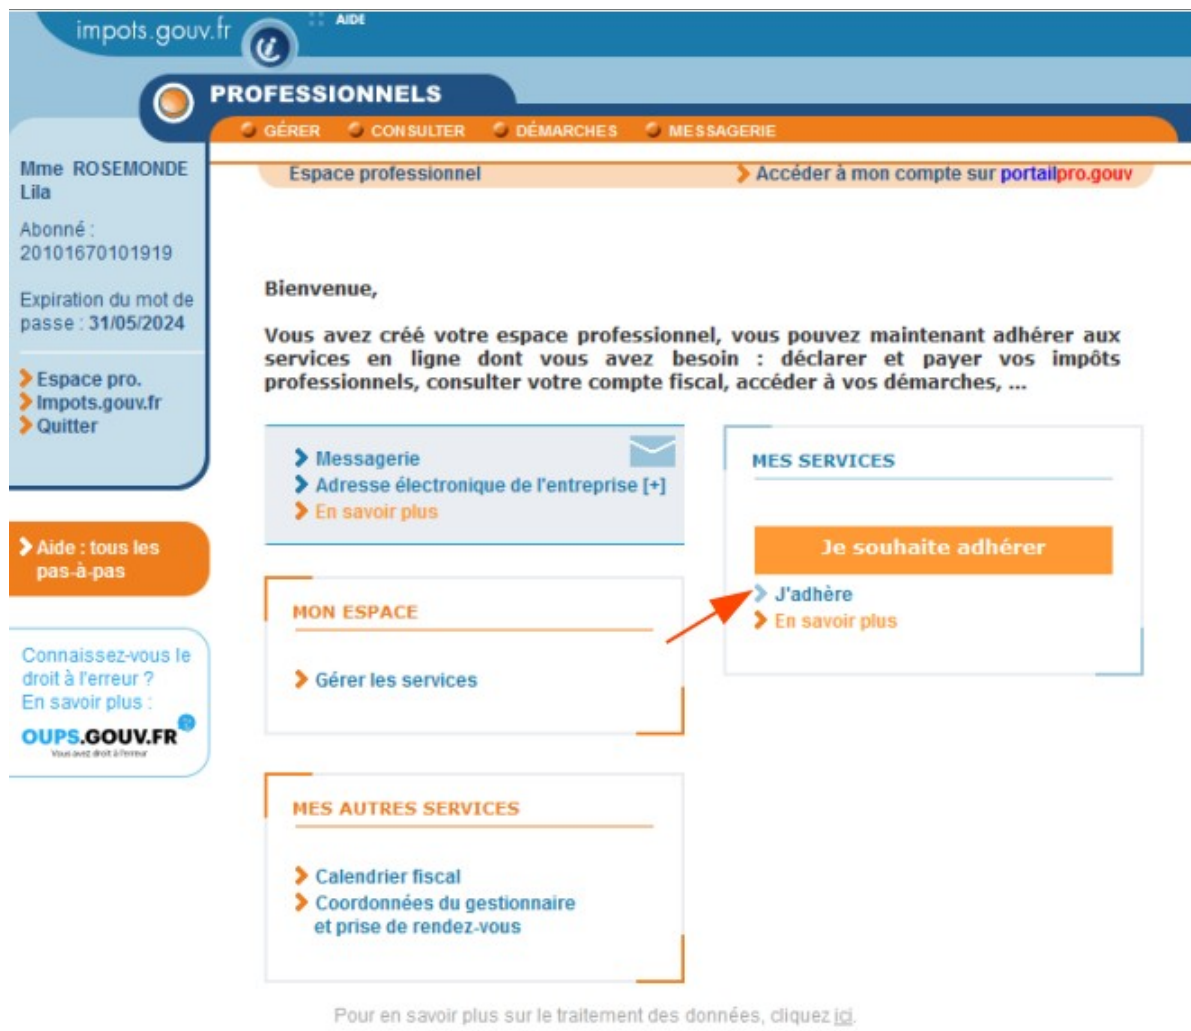 impots.gouv.fr
AIDE
PROFESSIONNELS
GÉRER CONSULTER DÉMARCHES MESSAGERIE
Mme ROSEMONDE
Lila
Abonné :
20101670101919
Expiration du mot de
passe : 31/05/2024
Espace pro.
Impots.gouv.fr
Quitter
Aide : tous les
pas-à-pas
Connaissez-vous le
droit à l'erreur ?
En savoir plus :
OUPS.GOUV.FR
Vous avez droit à l'erreur
Espace professionnel
Accéder à mon compte sur portailpro.gouv
Bienvenue,
Vous avez créé votre espace professionnel, vous pouvez maintenant adhérer aux
services en ligne dont vous avez besoin : déclarer et payer vos impôts
professionnels, consulter votre compte fiscal, accéder à vos démarches, ...
Messagerie
Adresse électronique de l'entreprise [+]
En savoir plus
MES SERVICES
Je souhaite adhérer
J'adhère
En savoir plus
MON ESPACE
Gérer les services
MES AUTRES SERVICES
Calendrier fiscal
Coordonnées du gestionnaire
et prise de rendez-vous
Pour en savoir plus sur le traitement des données, cliquez ici.